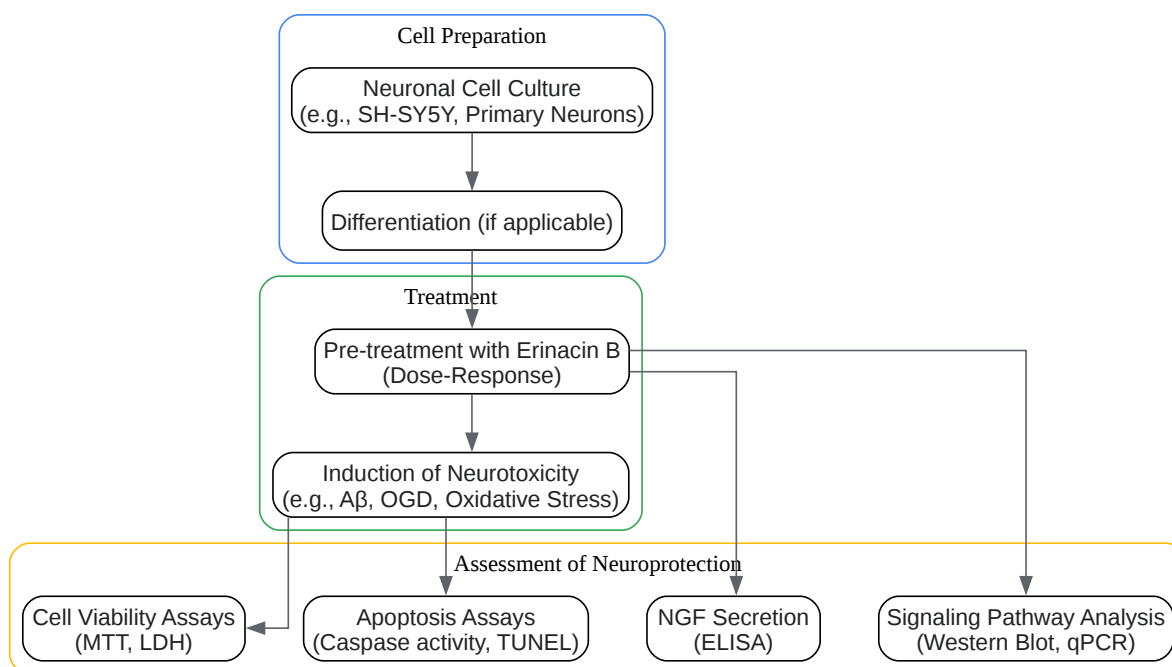 Cell Preparation
Neuronal Cell Culture
(e.g., SH-SY5Y, Primary Neurons)
Differentiation (if applicable)
Treatment
Pre-treatment with Erinacin B
(Dose-Response)
Induction of Neurotoxicity
(e.g., Aβ, OGD, Oxidative Stress)
Assessment of Neuroprotection
Cell Viability Assays
(MTT, LDH)
Apoptosis Assays
(Caspase activity, TUNEL)
NGF Secretion
(ELISA)
Signaling Pathway Analysis
(Western Blot, qPCR)